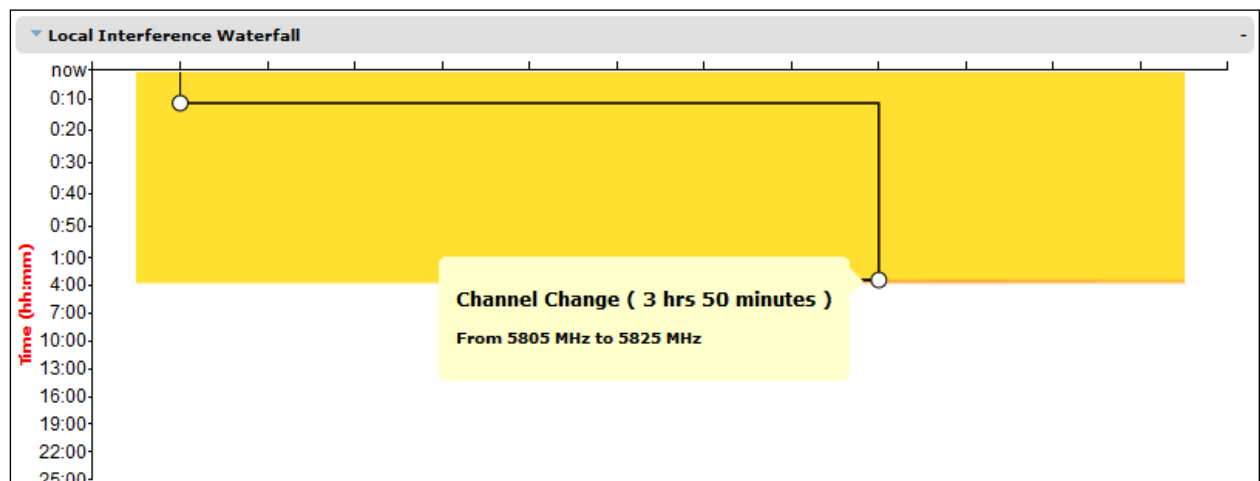 Local Interference Waterfall -
now
0:10
0:20
0:30
0:40
0:50
1:00
4:00
7:00
10:00
13:00
16:00
19:00
22:00
25:00
Time (hh:mm)
Channel Change ( 3 hrs 50 minutes )
From 5805 MHz to 5825 MHz